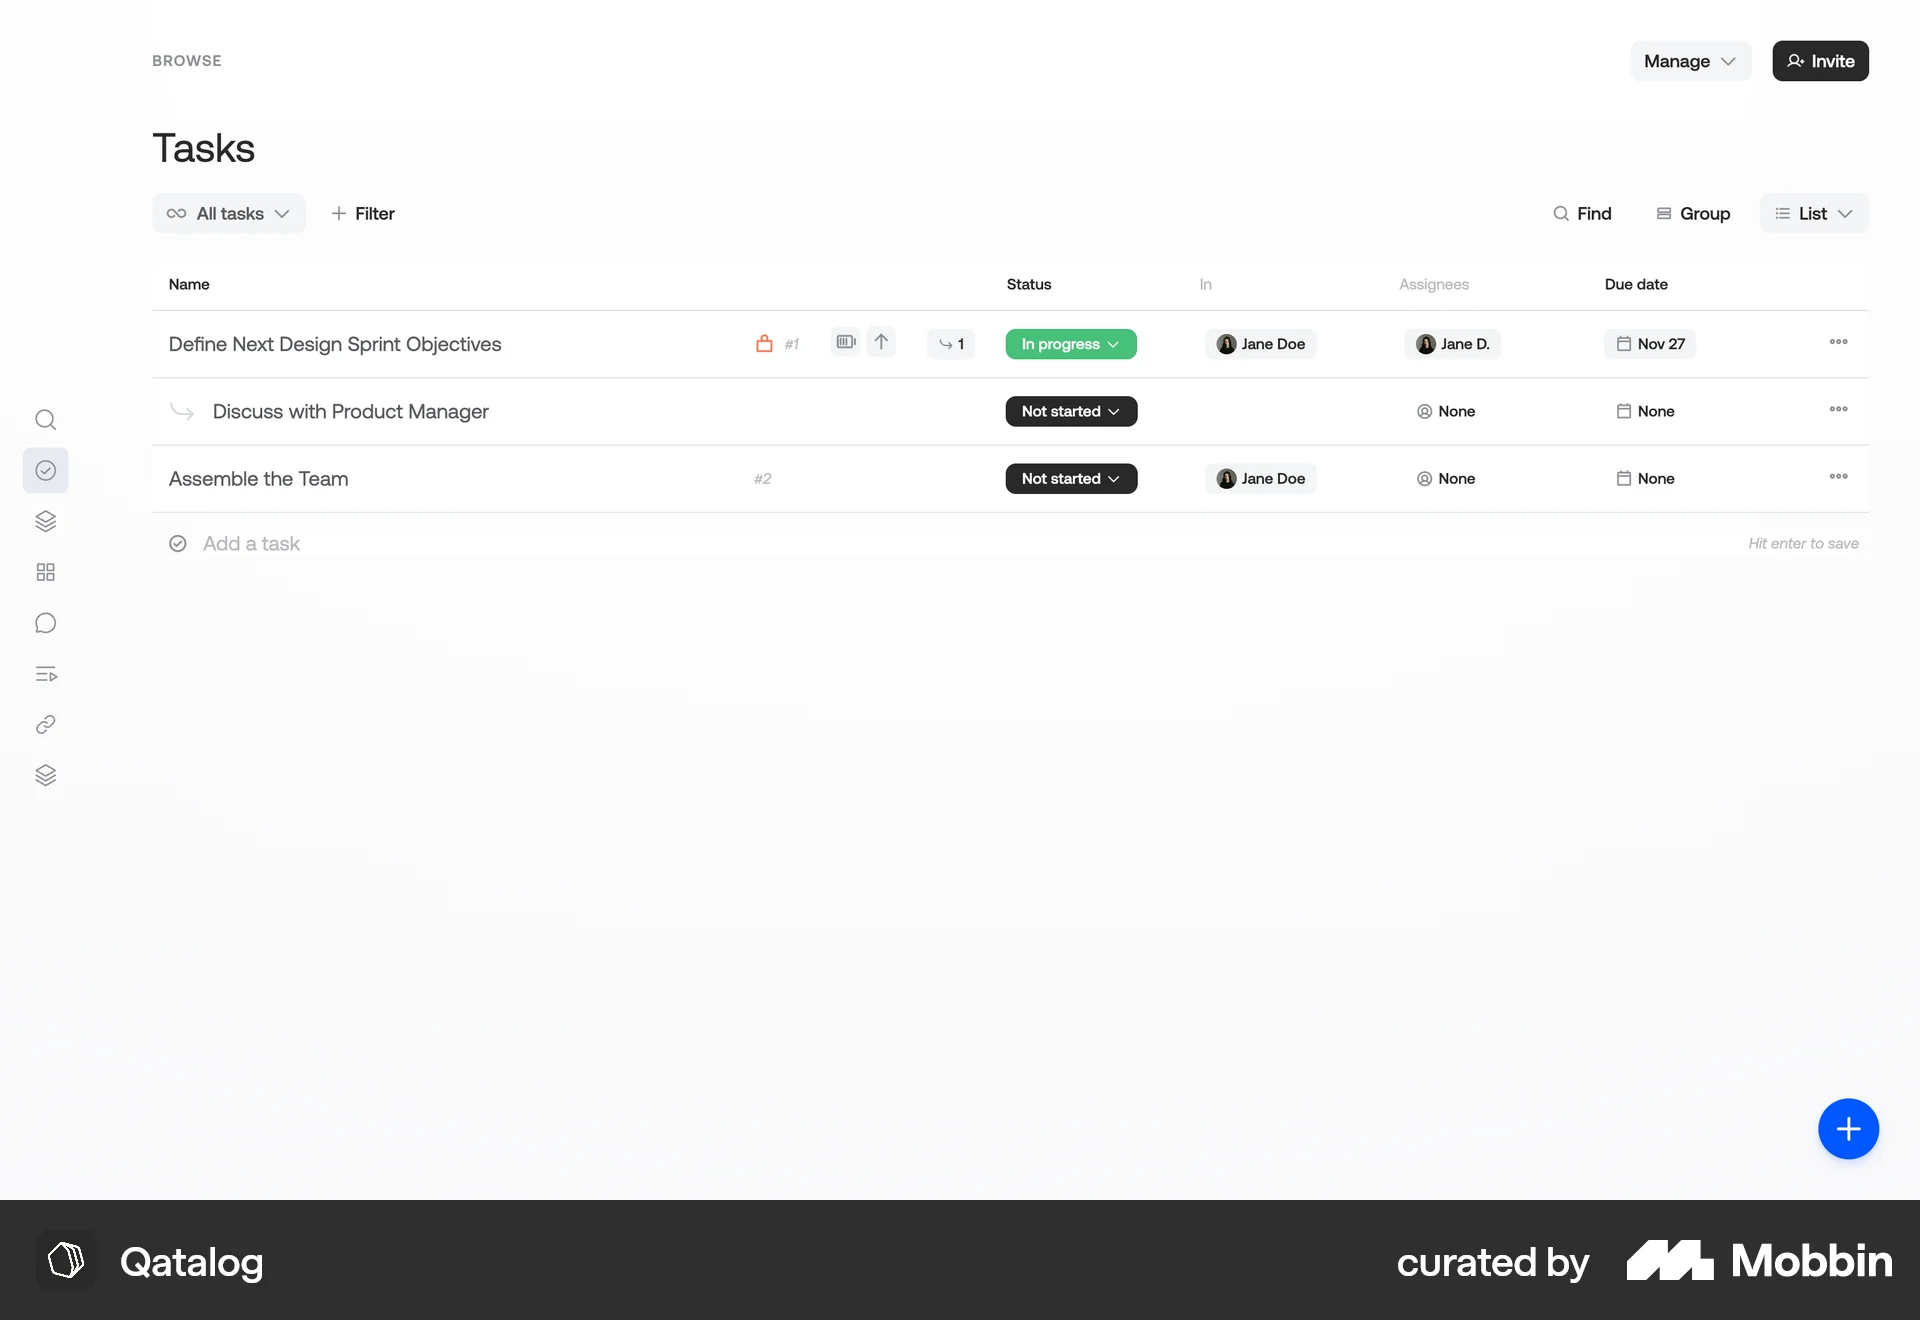 BROWSE
Manage
Invite
Tasks
All tasks
Filter
Find
Group
List
Name
Status
In
Assignees
Due date
Define Next Design Sprint Objectives
#1
1
In progress
Jane Doe
Jane D.
Nov 27
Discuss with Product Manager
Not started
None
None
Assemble the Team
#2
Not started
Jane Doe
None
None
Add a task
Hit enter to save
Qatalog
curated by
Mobbin